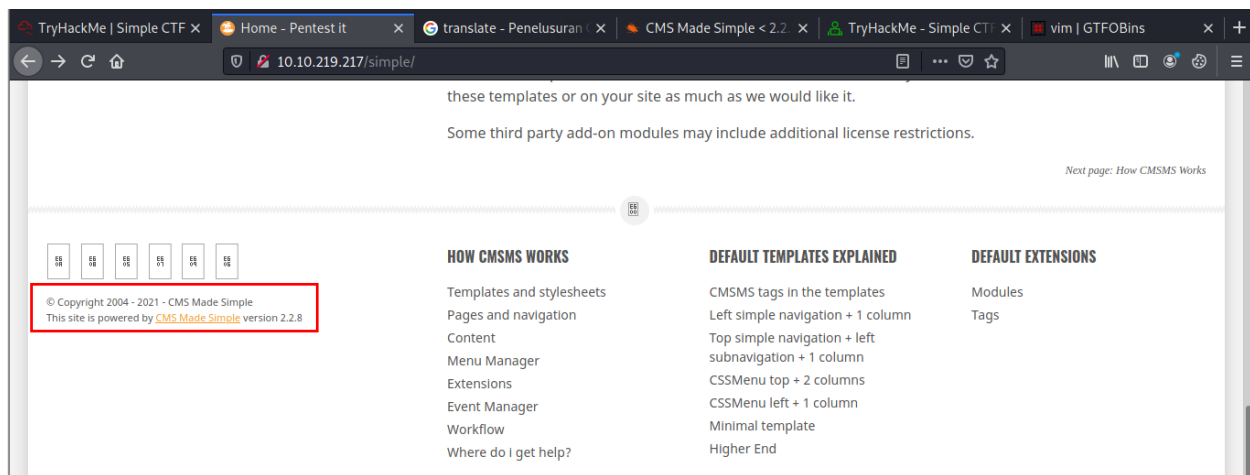 TryHackMe | Simple CTF
Home - Pentest it
translate - Penelusuran
CMS Made Simple < 2.2.
TryHackMe - Simple CTF
vim | GTFOBins
10.10.219.217/simple/
these templates or on your site as much as we would like it.
Some third party add-on modules may include additional license restrictions.
Next page: How CMSMS Works
© Copyright 2004 - 2021 - CMS Made Simple
This site is powered by CMS Made Simple version 2.2.8
HOW CMSMS WORKS
Templates and stylesheets
Pages and navigation
Content
Menu Manager
Extensions
Event Manager
Workflow
Where do i get help?
DEFAULT TEMPLATES EXPLAINED
CMSMS tags in the templates
Left simple navigation + 1 column
Top simple navigation + left
subnavigation + 1 column
CSSMenu top + 2 columns
CSSMenu left + 1 column
Minimal template
Higher End
DEFAULT EXTENSIONS
Modules
Tags